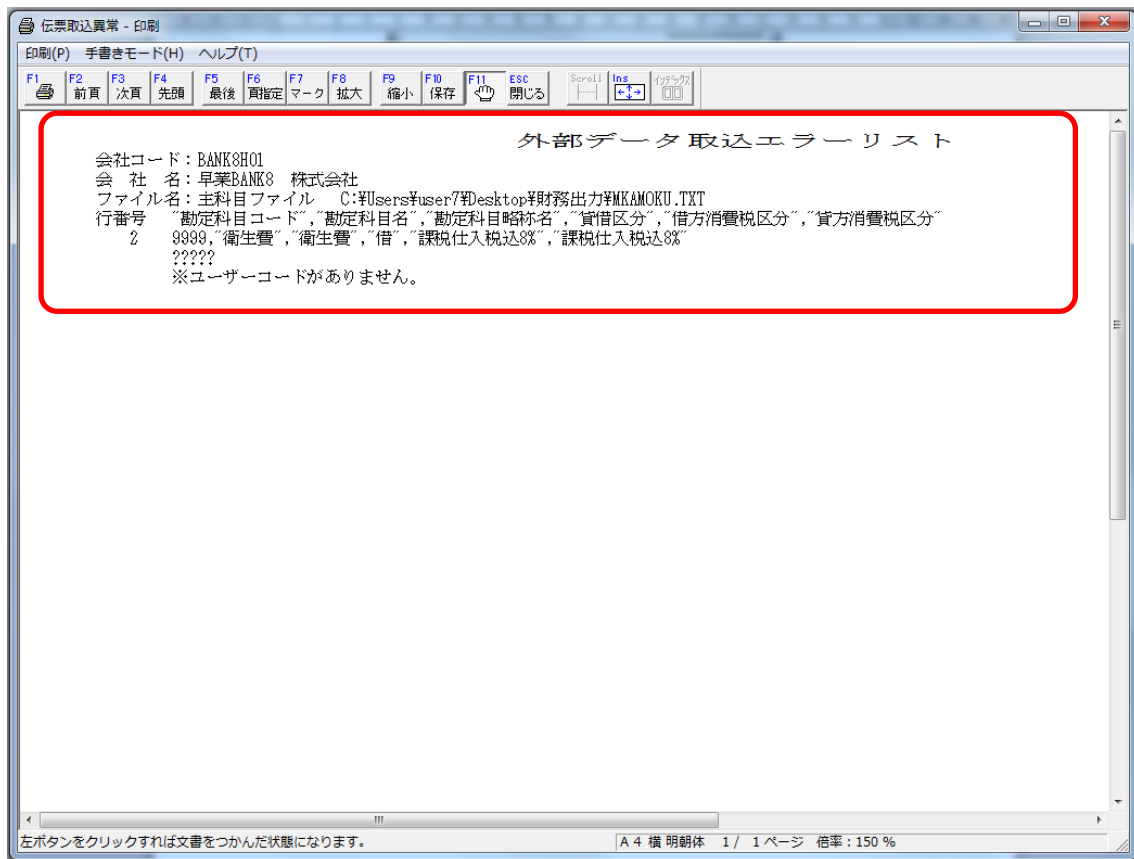 伝票取込異常 - 印刷
印刷(P) 手書きモード(H) ヘルプ(T)
F1 F2 前頁 F3 次頁 F4 先頭 F5 最後 F6 頁指定 F7 マーク F8 拡大 F9 縮小 F10 保存 F11 ESC 閉じる Scroll Ins インデックス
外部データ取込エラーリスト
会社コード：BANK8H01
会 社 名：早業BANK8 株式会社
ファイル名：主科目ファイル C:¥Users¥user7¥Desktop¥財務出力¥MKAMOKU.TXT
行番号 "勘定科目コード","勘定科目名","勘定科目略称名","貸借区分","借方消費税区分","貸方消費税区分"
2 9999,"衛生費","衛生費","借","課税仕入税込8%","課税仕入税込8%"
?????
※ユーザーコードがありません。
左ボタンをクリックすれば文書をつかんだ状態になります。 A4 横 明朝体 1 / 1 ページ 倍率：150 %